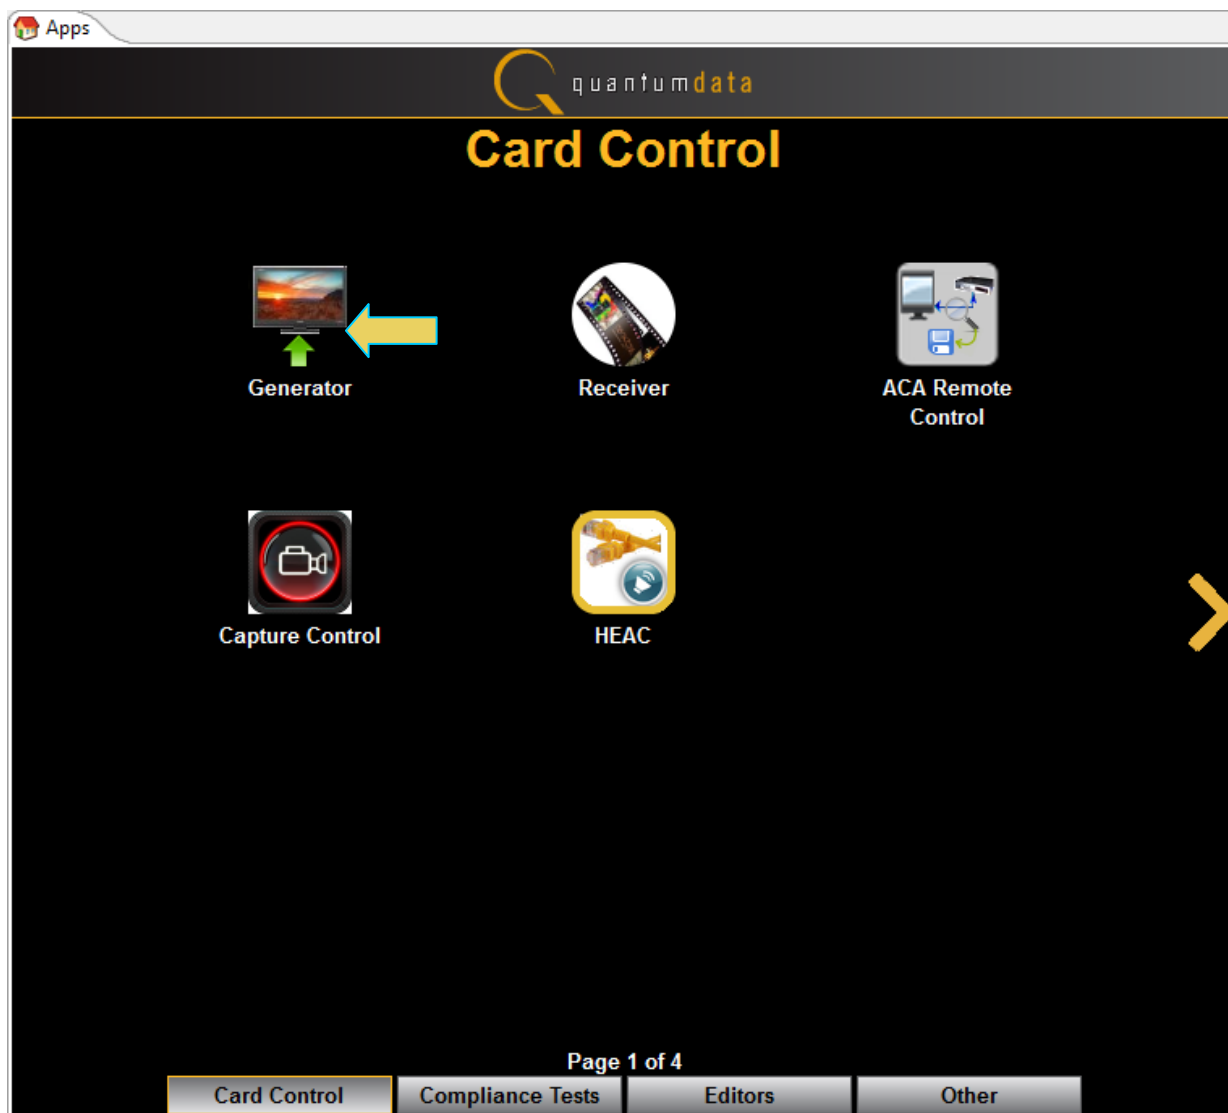 Apps
quantumdata
Card Control
Generator
Receiver
ACA Remote
Control
Capture Control
HEAC
Page 1 of 4
Card Control
Compliance Tests
Editors
Other